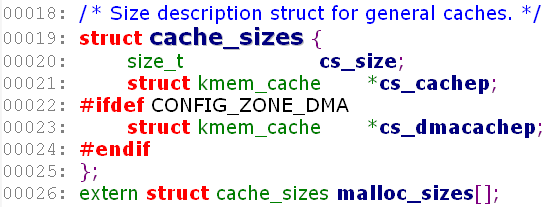 00018: /* Size description struct for general caches. */
00019: struct cache_sizes {
00020:     size_t            cs_size;
00021:     struct kmem_cache    *cs_cachep;
00022: #ifdef CONFIG_ZONE_DMA
00023:     struct kmem_cache    *cs_dmacachep;
00024: #endif
00025: };
00026: extern struct cache_sizes malloc_sizes[];